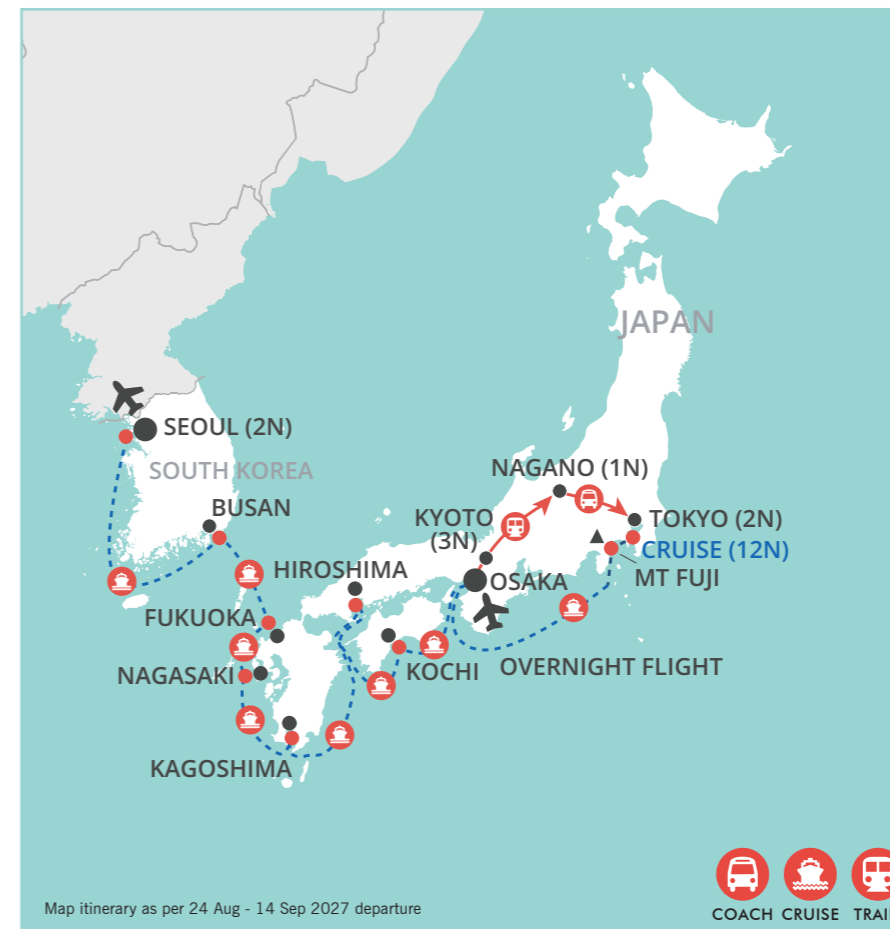 JAPAN
SEOUL (2N)
SOUTH KOREA
BUSAN
NAGANO (1N)
KYOTO
(3N)
TOKYO (2N)
CRUISE (12N)
MT FUJI
HIROSHIMA
OSAKA
FUKUOKA
NAGASAKI
KOCHI
OVERNIGHT FLIGHT
KAGOSHIMA
COACH CRUISE TRAIN
Map itinerary as per 24 Aug - 14 Sep 2027 departure